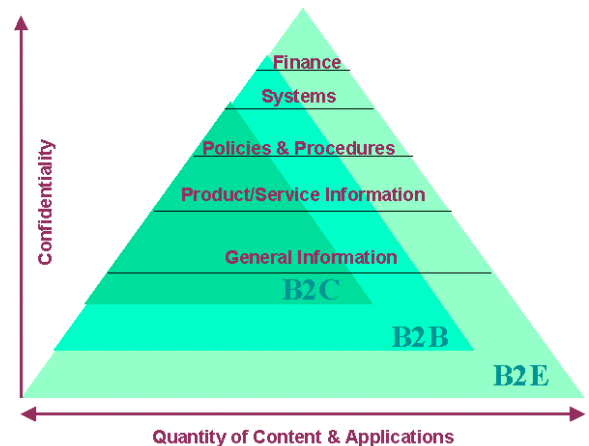 Finance
Systems
Policies & Procedures
Product/Service Information
General Information
B2C
B2B
B2E
Confidentiality
Quantity of Content & Applications